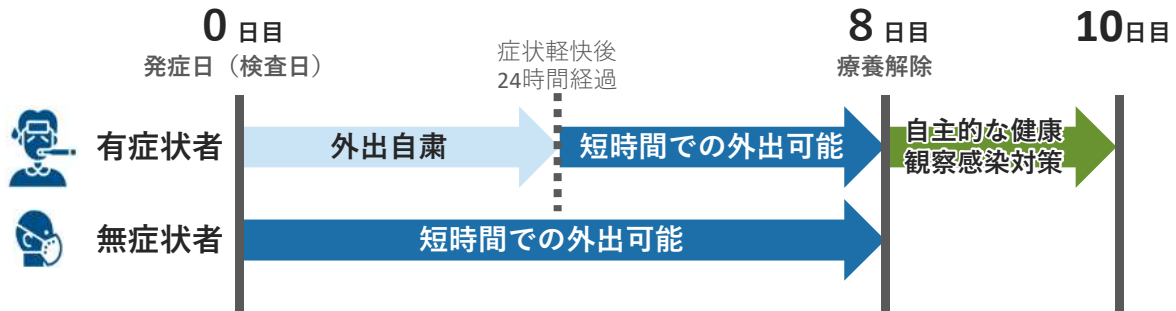 0 日目
発症日（検査日）
症状軽快後
24時間経過
8 日目
療養解除
10日目
有症状者
外出自粛
短時間での外出可能
自主的な健康
観察感染対策
無症状者
短時間での外出可能